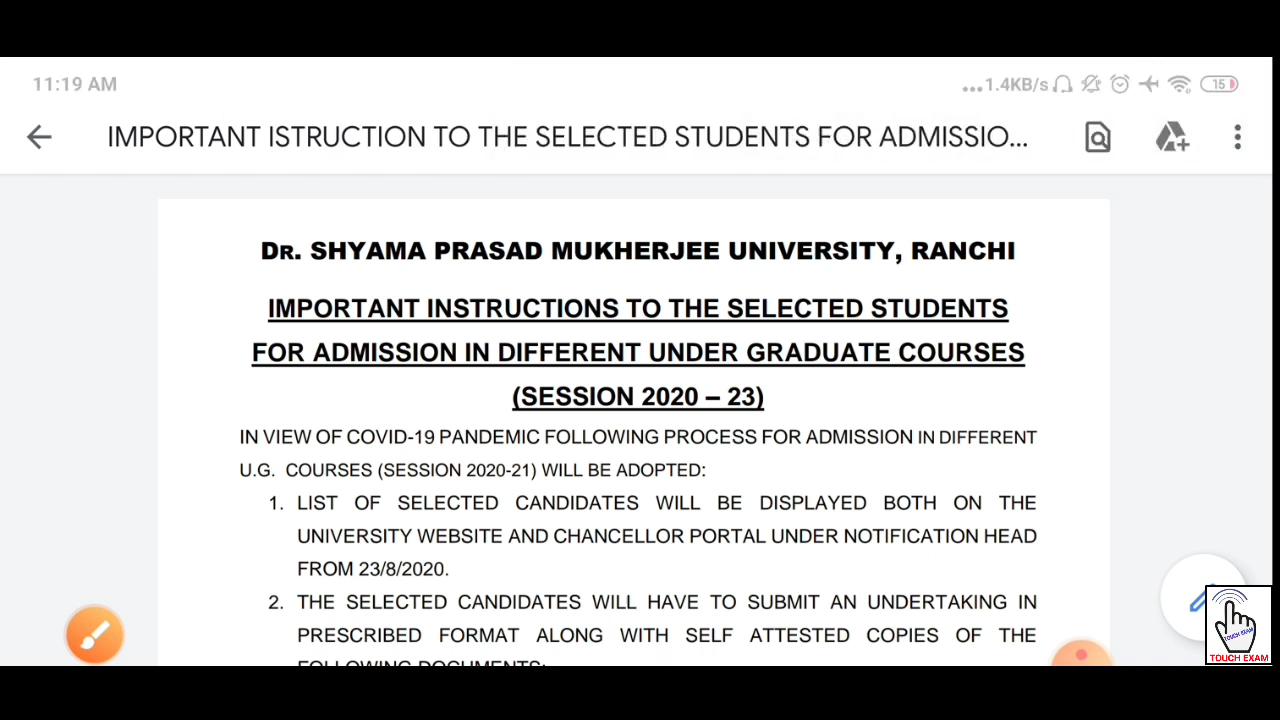 11:19 AM
...1.4KB/s 15
IMPORTANT ISTRUCTION TO THE SELECTED STUDENTS FOR ADMISSIO...
DR. SHYAMA PRASAD MUKHERJEE UNIVERSITY, RANCHI
IMPORTANT INSTRUCTIONS TO THE SELECTED STUDENTS
FOR ADMISSION IN DIFFERENT UNDER GRADUATE COURSES
(SESSION 2020 – 23)
IN VIEW OF COVID-19 PANDEMIC FOLLOWING PROCESS FOR ADMISSION IN DIFFERENT
U.G. COURSES (SESSION 2020-21) WILL BE ADOPTED:
1. LIST OF SELECTED CANDIDATES WILL BE DISPLAYED BOTH ON THE
UNIVERSITY WEBSITE AND CHANCELLOR PORTAL UNDER NOTIFICATION HEAD
FROM 23/8/2020.
2. THE SELECTED CANDIDATES WILL HAVE TO SUBMIT AN UNDERTAKING IN
PRESCRIBED FORMAT ALONG WITH SELF ATTESTED COPIES OF THE
FOLLOWING DOCUMENTS:
TOUCH EXAM
TOUCH EXAM